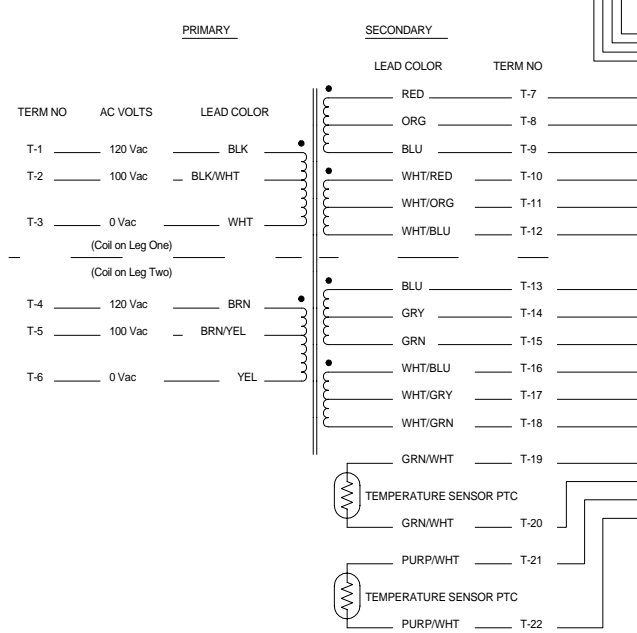 PRIMARY SECONDARY
LEAD COLOR TERM NO
TERM NO AC VOLTS LEAD COLOR
RED T-7
ORG T-8
T-1 120 Vac BLK BLU T-9
T-2 100 Vac BLK/WHT WHT/RED T-10
WHT/ORG T-11
T-3 0 Vac WHT WHT/BLU T-12
(Coil on Leg One)
(Coil on Leg Two)
BLU T-13
T-4 120 Vac BRN GRY T-14
T-5 100 Vac BRN/YEL GRN T-15
WHT/BLU T-16
T-6 0 Vac YEL WHT/GRY T-17
WHT/GRN T-18
GRN/WHT T-19
TEMPERATURE SENSOR PTC
GRN/WHT T-20
PURP/WHT T-21
TEMPERATURE SENSOR PTC
PURP/WHT T-22